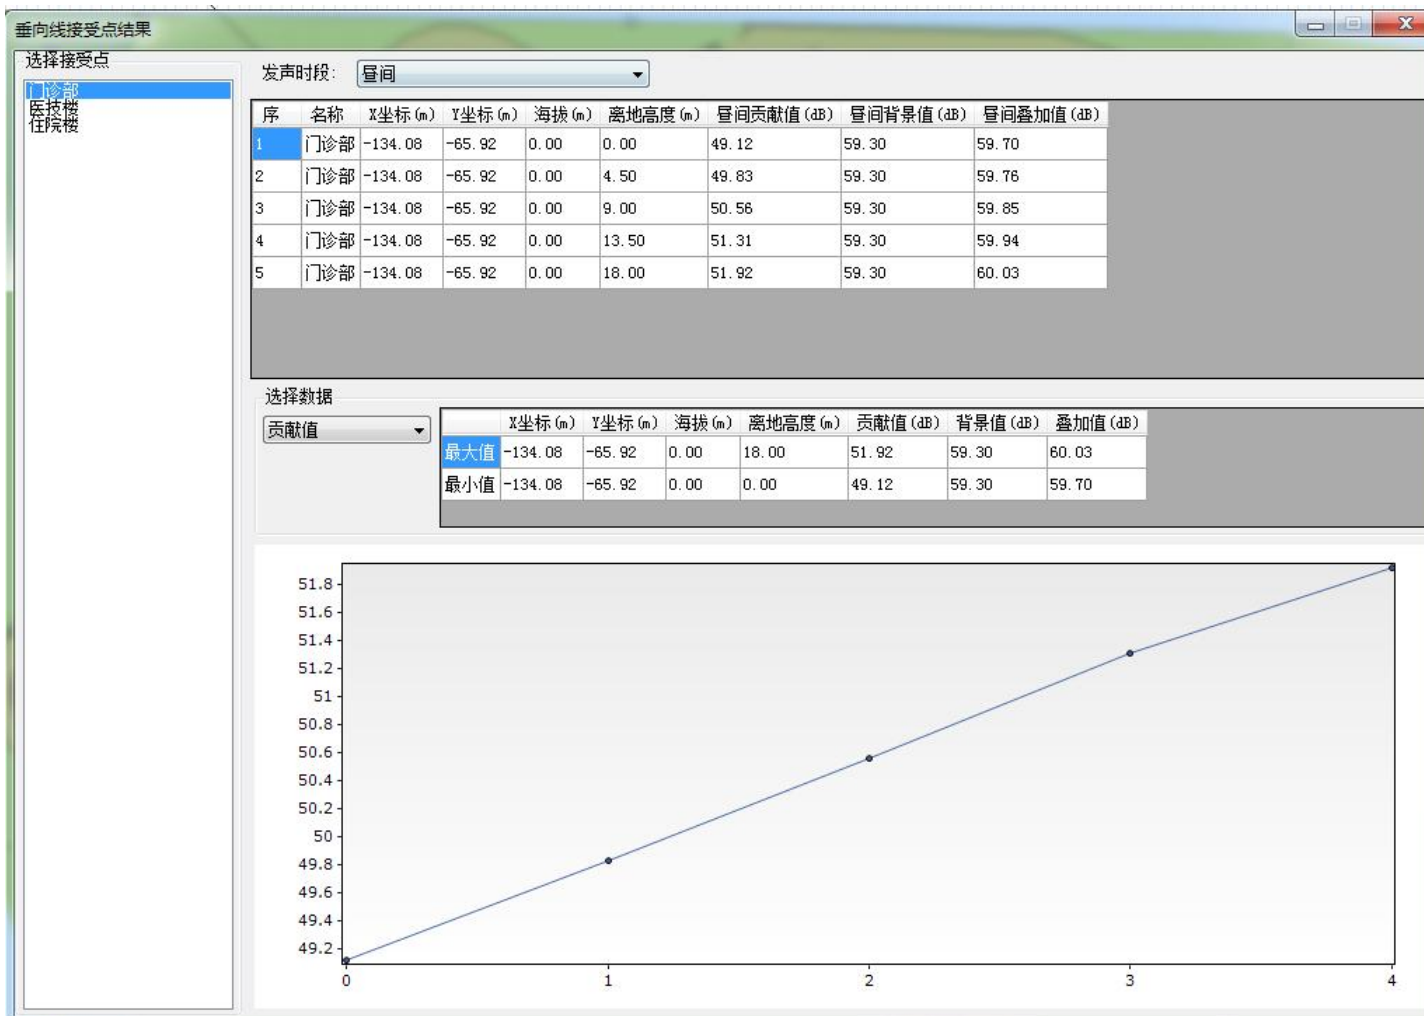 垂向线接受点结果
选择接受点
门诊部
医技楼
住院楼
发声时段: 昼间
序 名称 X坐标(m) Y坐标(m) 海拔(m) 离地高度(m) 昼间贡献值(dB) 昼间背景值(dB) 昼间叠加值(dB)
1 门诊部 -134.08 -65.92 0.00 0.00 49.12 59.30 59.70
2 门诊部 -134.08 -65.92 0.00 4.50 49.83 59.30 59.76
3 门诊部 -134.08 -65.92 0.00 9.00 50.56 59.30 59.85
4 门诊部 -134.08 -65.92 0.00 13.50 51.31 59.30 59.94
5 门诊部 -134.08 -65.92 0.00 18.00 51.92 59.30 60.03
选择数据
贡献值
X坐标(m) Y坐标(m) 海拔(m) 离地高度(m) 贡献值(dB) 背景值(dB) 叠加值(dB)
最大值 -134.08 -65.92 0.00 18.00 51.92 59.30 60.03
最小值 -134.08 -65.92 0.00 0.00 49.12 59.30 59.70
51.8
51.6
51.4
51.2
51
50.8
50.6
50.4
50.2
50
49.8
49.6
49.4
49.2
0 1 2 3 4